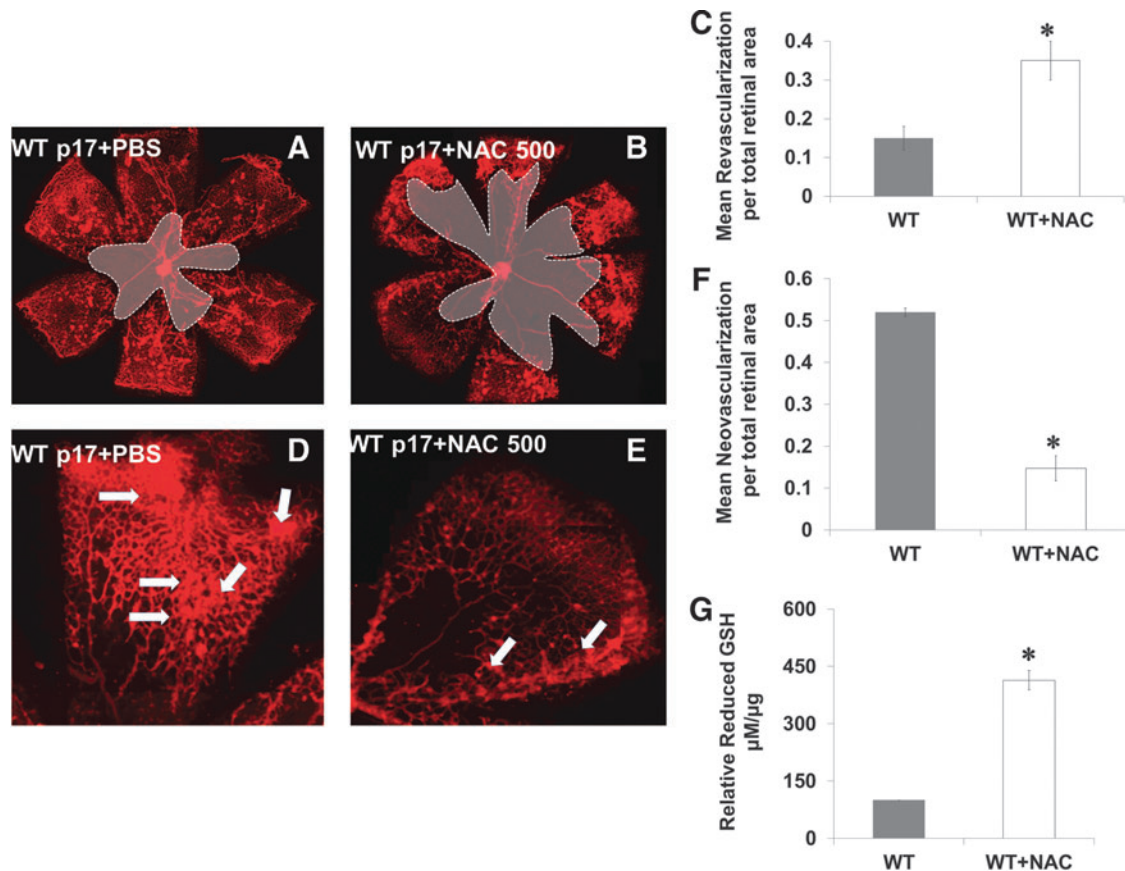 WT p17+PBS
A
WT p17+NAC 500
B
WT p17+PBS
D
WT p17+NAC 500
E
C
Mean Revascularization
per total retinal area
0.4
0.3
0.2
0.1
0
*
WT
WT+NAC
F
Mean Neovascularization
per total retinal area
0.6
0.5
0.4
0.3
0.2
0.1
0
*
WT
WT+NAC
G
Relative Reduced GSH
µM/µg
600
450
300
150
0
*
WT
WT+NAC